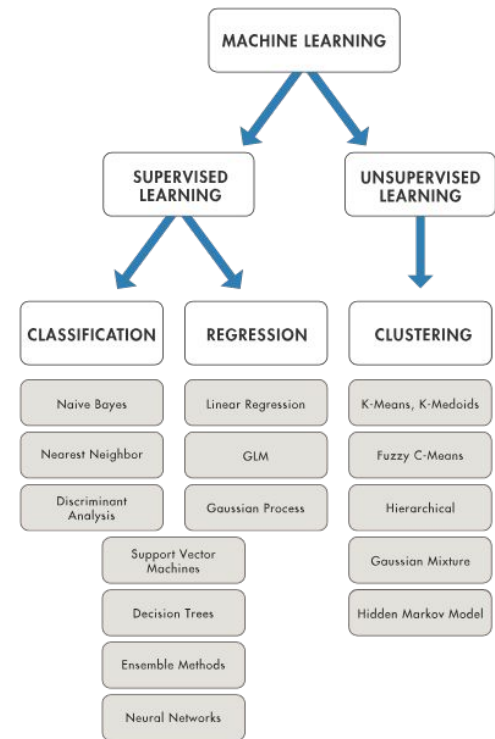 MACHINE LEARNING
SUPERVISED
LEARNING
UNSUPERVISED
LEARNING
CLASSIFICATION
REGRESSION
CLUSTERING
Naive Bayes
Linear Regression
K-Means, K-Medoids
Nearest Neighbor
GLM
Fuzzy C-Means
Discriminant
Analysis
Gaussian Process
Hierarchical
Support Vector
Machines
Gaussian Mixture
Decision Trees
Hidden Markov Model
Ensemble Methods
Neural Networks